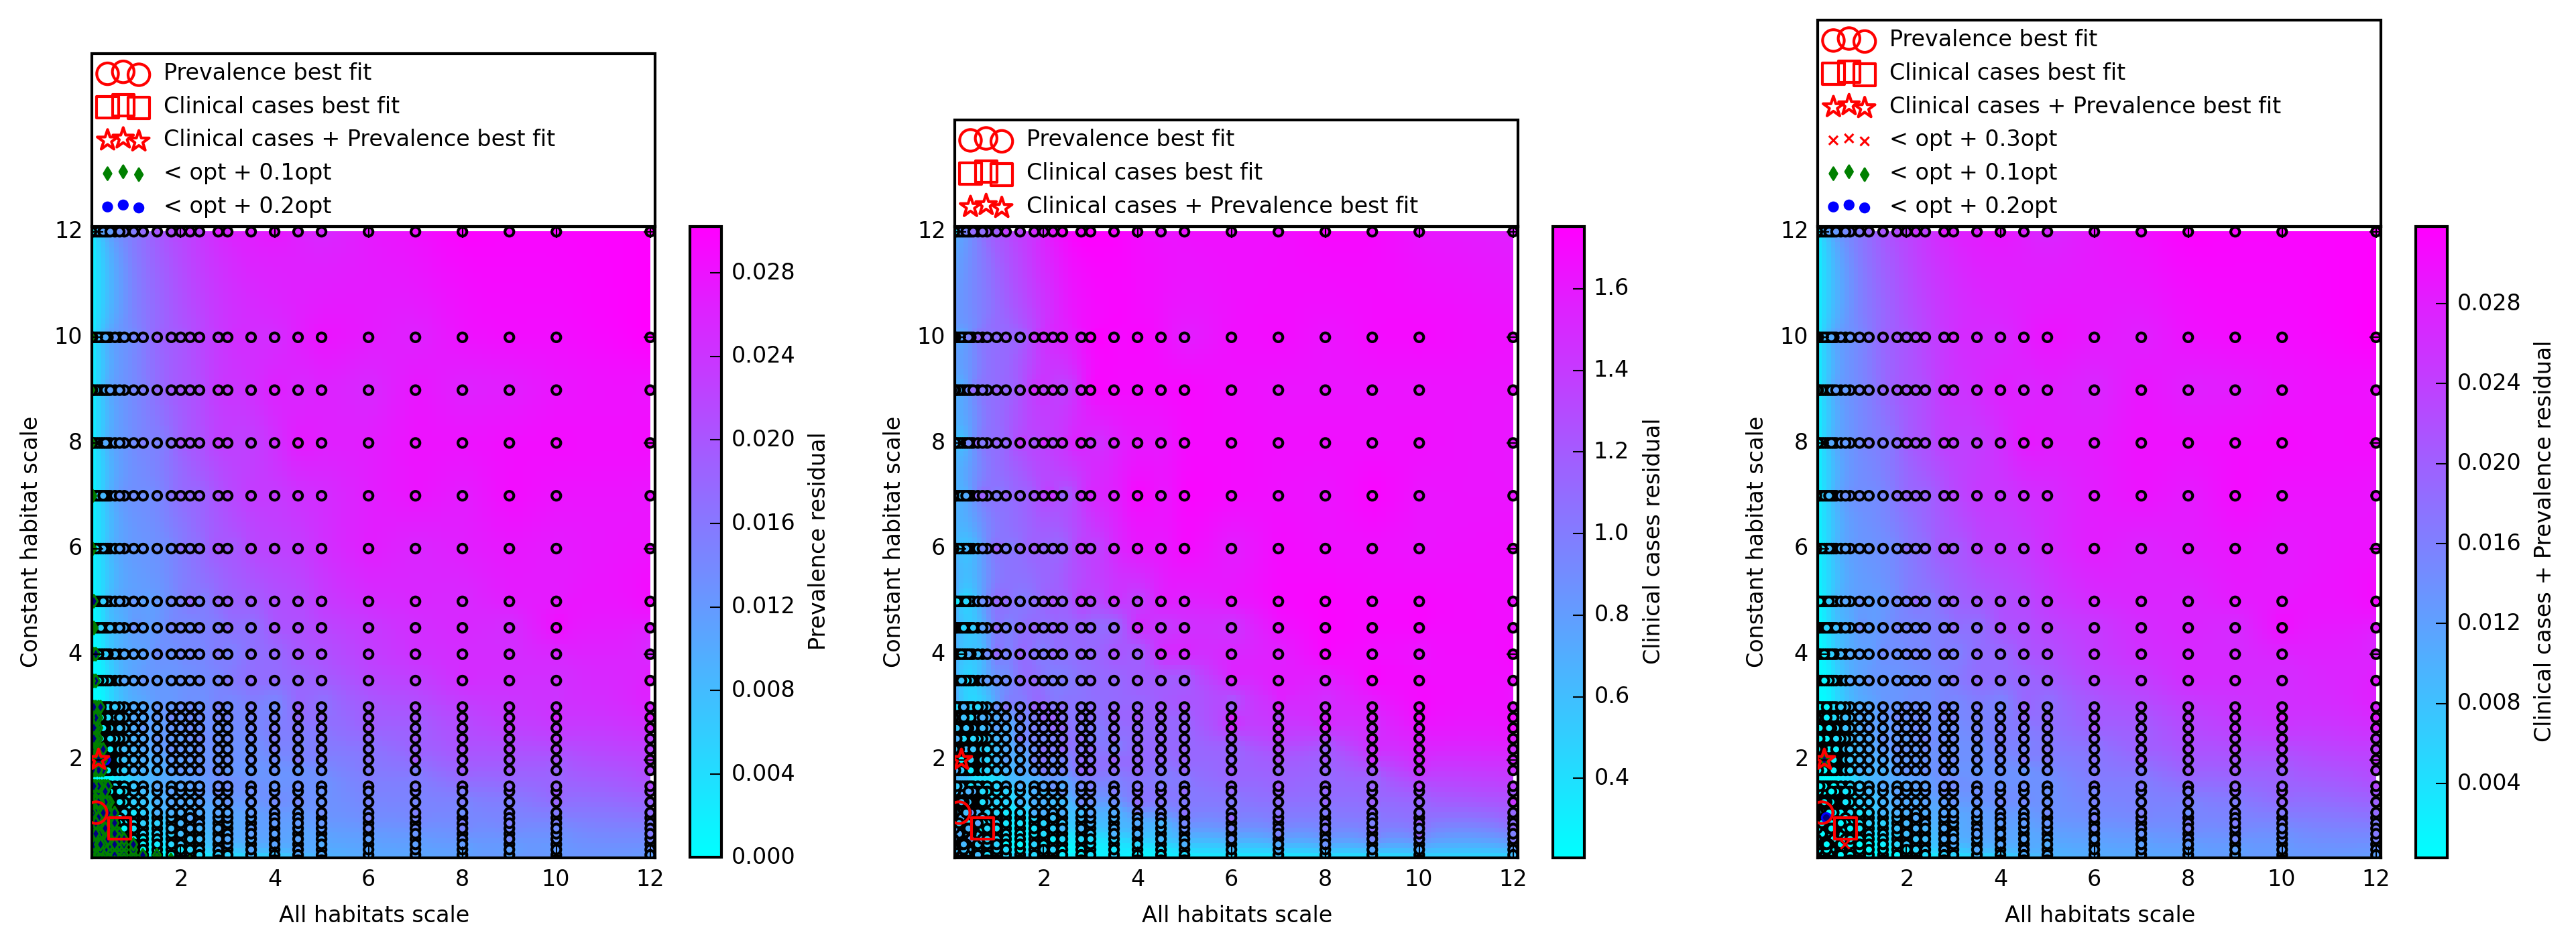 Prevalence best fit
Clinical cases best fit
Clinical cases + Prevalence best fit
< opt + 0.1opt
< opt + 0.2opt
12
10
8
6
4
2
Constant habitat scale
2 4 6 8 10 12
All habitats scale
0.028
0.024
0.020
0.016
0.012
0.008
0.004
0.000
Prevalence residual
Prevalence best fit
Clinical cases best fit
Clinical cases + Prevalence best fit
12
10
8
6
4
2
Constant habitat scale
2 4 6 8 10 12
All habitats scale
1.6
1.4
1.2
1.0
0.8
0.6
0.4
Clinical cases residual
Prevalence best fit
Clinical cases best fit
Clinical cases + Prevalence best fit
< opt + 0.3opt
< opt + 0.1opt
< opt + 0.2opt
12
10
8
6
4
2
Constant habitat scale
2 4 6 8 10 12
All habitats scale
0.028
0.024
0.020
0.016
0.012
0.008
0.004
Clinical cases + Prevalence residual